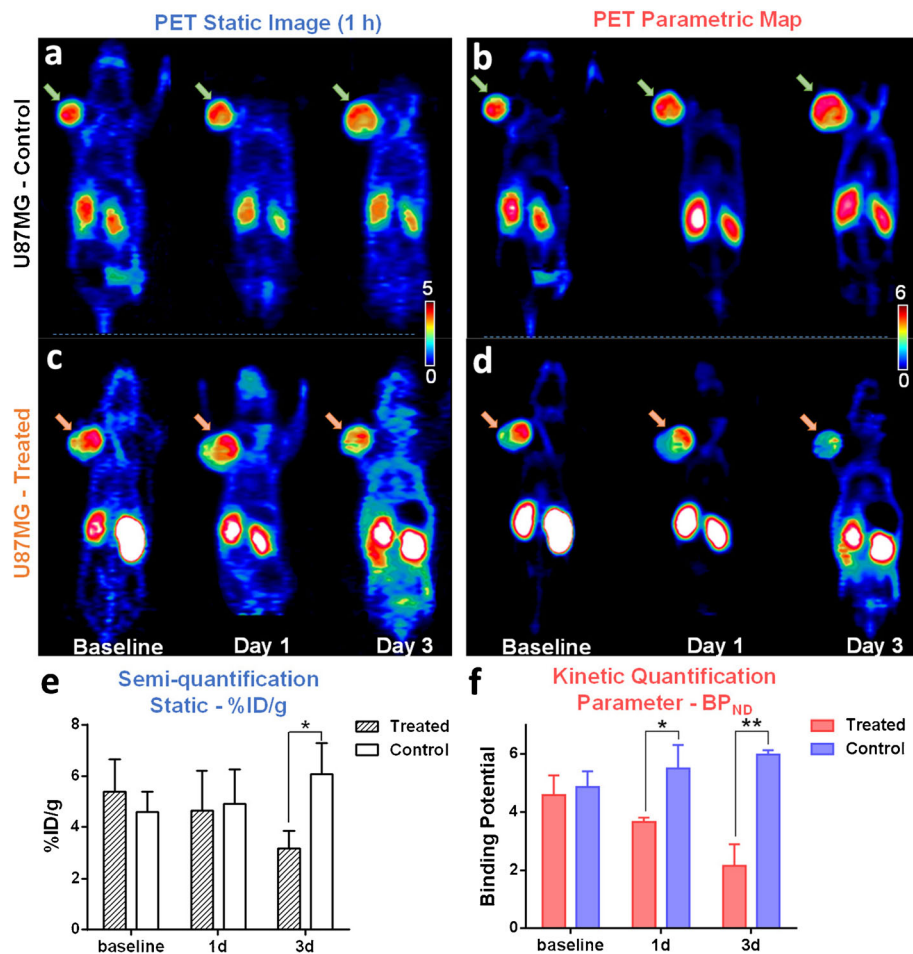 PET Static Image (1 h)
PET Parametric Map
U87MG - Control
a
b
5
0
6
0
U87MG - Treated
c
d
Baseline
Day 1
Day 3
Baseline
Day 1
Day 3
e
Semi-quantification
Static - %ID/g
%ID/g
8
6
4
2
0
*
Treated
Control
baseline
1d
3d
f
Kinetic Quantification
Parameter - BPND
Binding Potential
6
4
2
0
*
**
Treated
Control
baseline
1d
3d